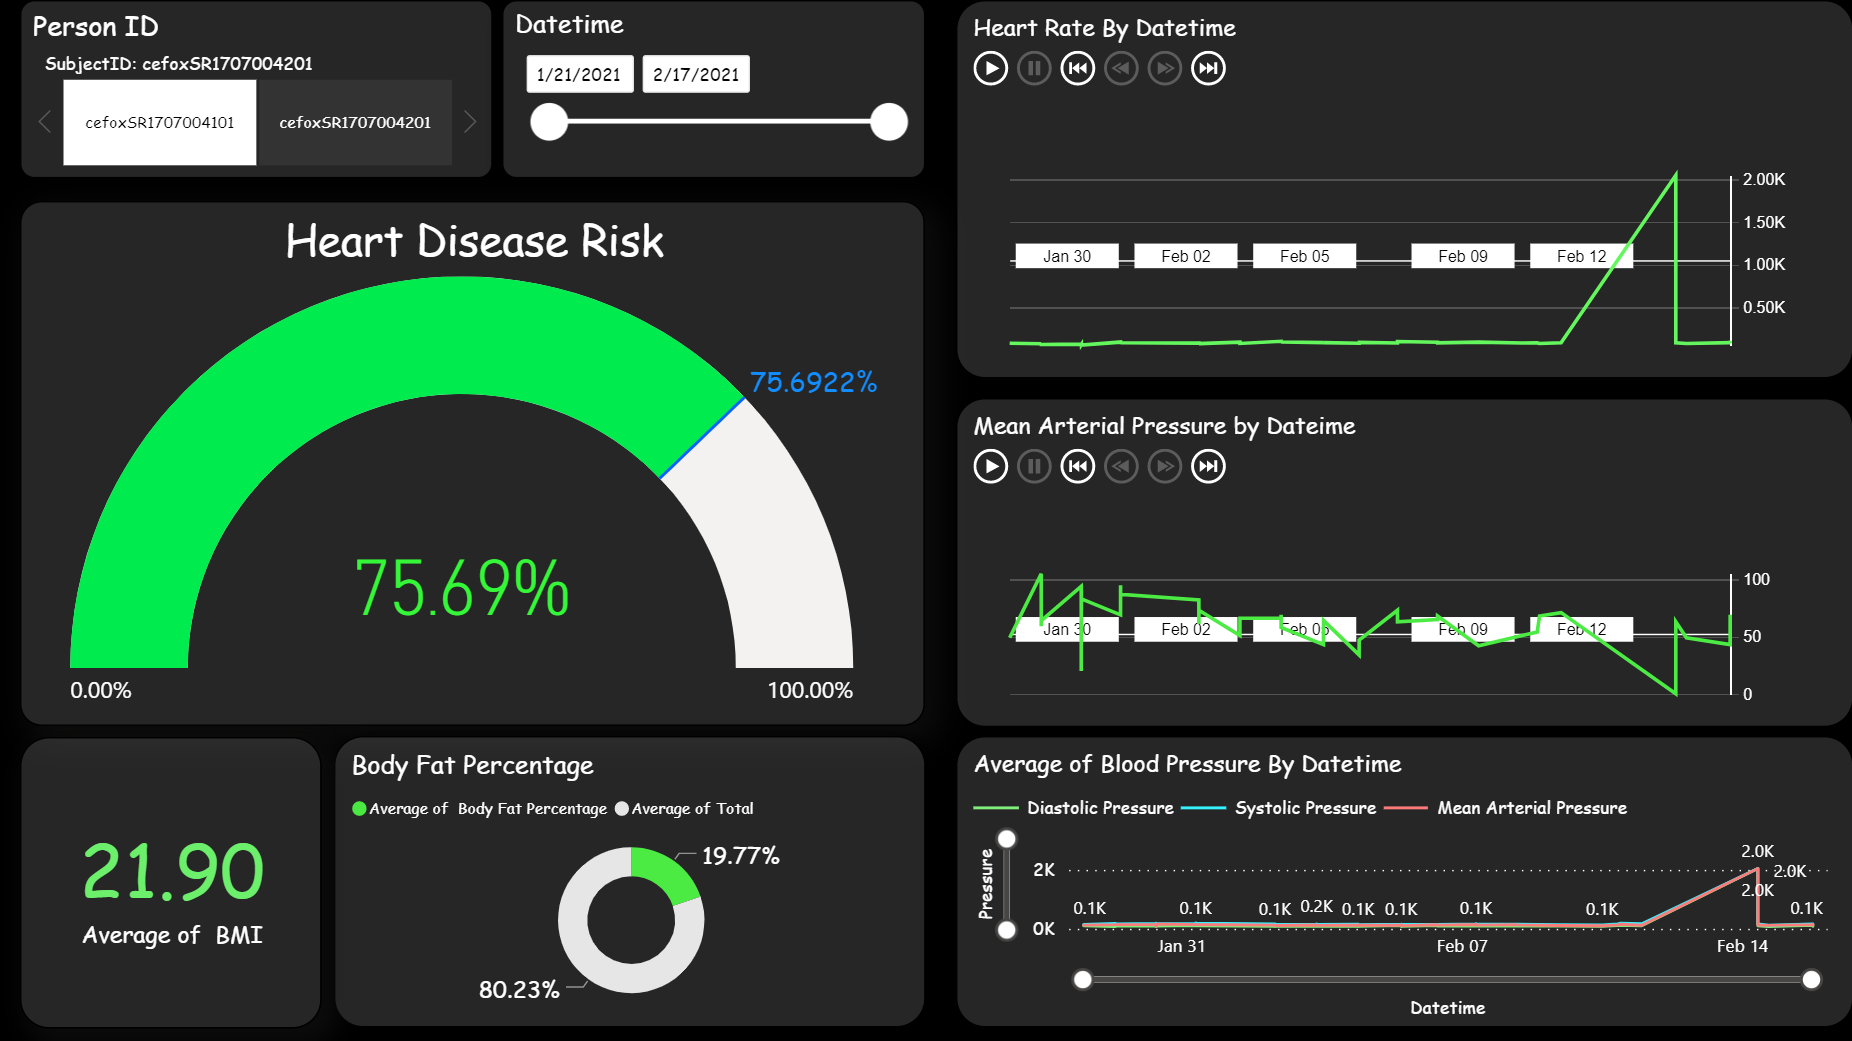 Person ID
SubjectID: cefoxSR1707004201
cefoxSR1707004101
cefoxSR1707004201
Datetime
1/21/2021
2/17/2021
Heart Disease Risk
75.6922%
75.69%
0.00%
100.00%
21.90
Average of  BMI
Body Fat Percentage
Average of  Body Fat Percentage
Average of Total
19.77%
80.23%
Heart Rate By Datetime
2.00K
1.50K
1.00K
0.50K
Jan 30
Feb 02
Feb 05
Feb 09
Feb 12
Mean Arterial Pressure by Dateime
100
50
0
Jan 30
Feb 02
Feb 05
Feb 09
Feb 12
Average of Blood Pressure By Datetime
Diastolic Pressure
Systolic Pressure
Mean Arterial Pressure
Pressure
2K
0K
0.1K
0.1K
0.1K
0.2K
0.1K
0.1K
0.1K
0.1K
2.0K
2.0K
2.0K
0.1K
Jan 31
Feb 07
Feb 14
Datetime